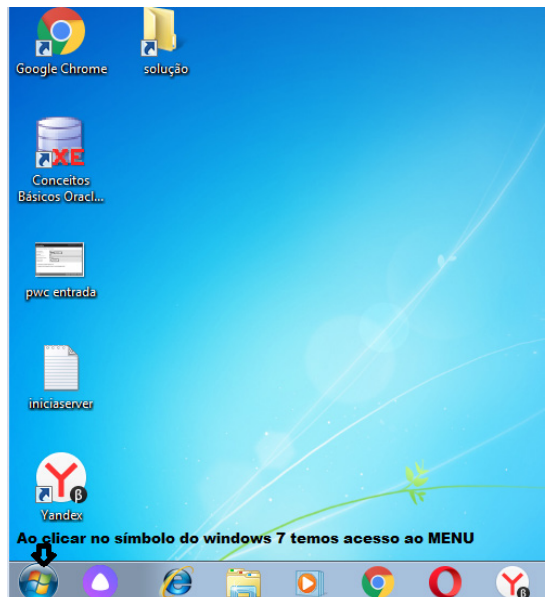 Google Chrome
solução
XE
Conceitos
Básicos Oracl...
pwc entrada
iniciaserver
Y
β
Yandex
Ao clicar no símbolo do windows 7 temos acesso ao MENU
Y
β